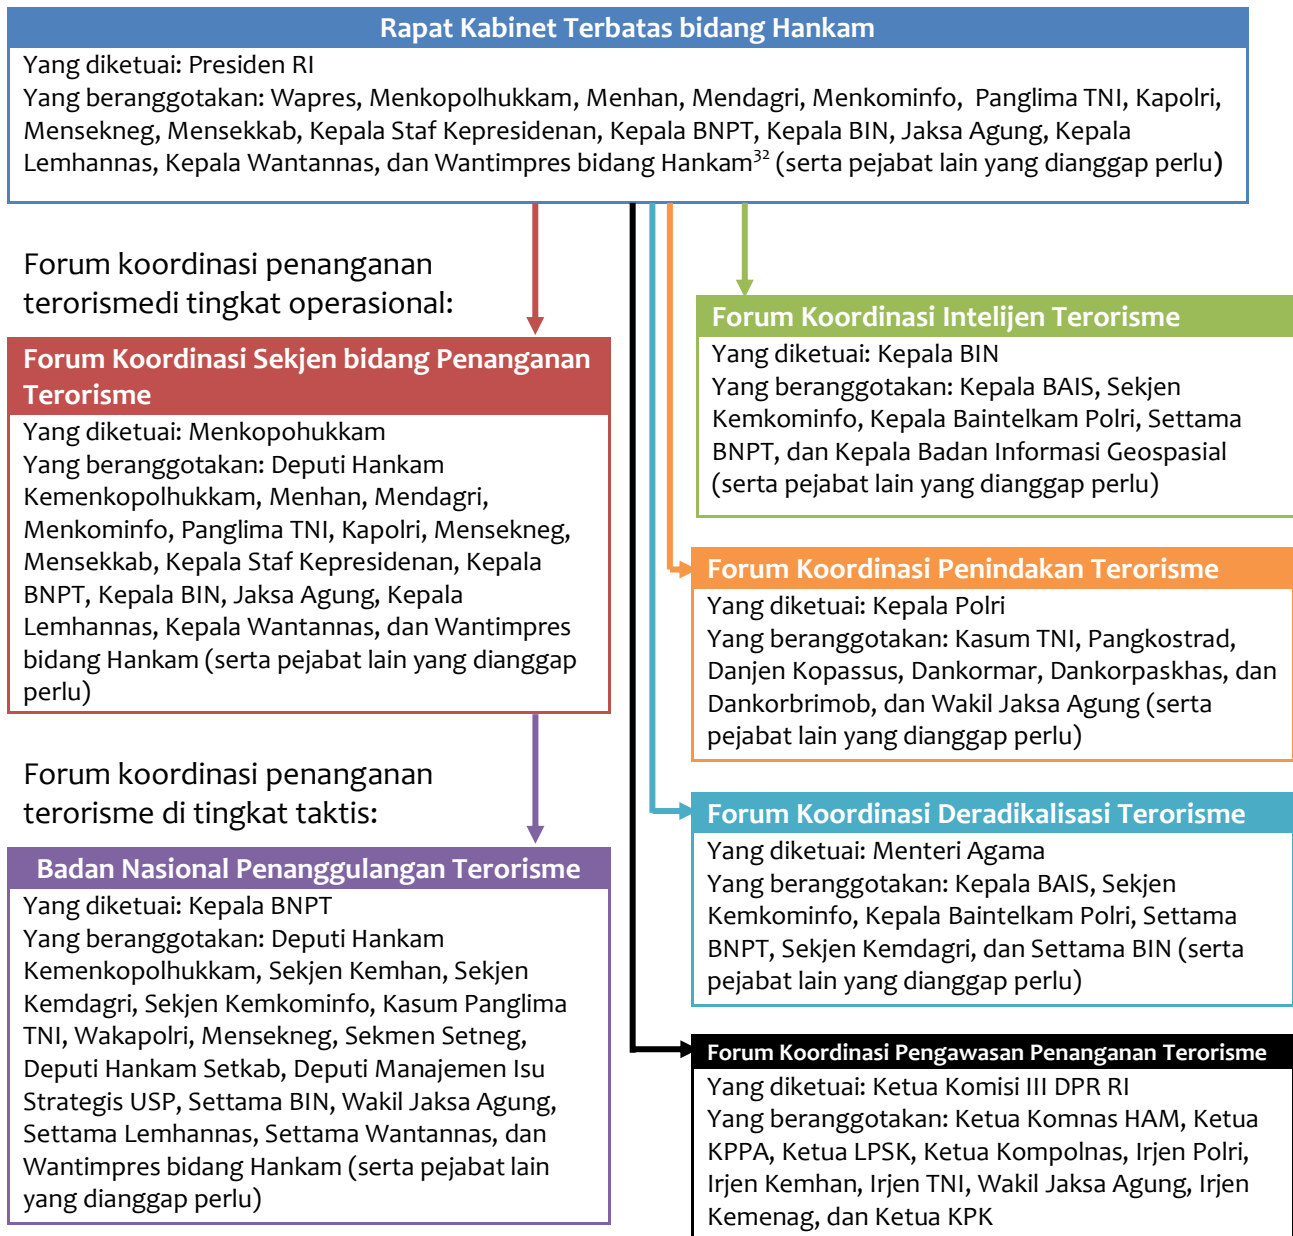 Rapat Kabinet Terbatas bidang Hankam
Yang diketuai: Presiden RI
Yang beranggotakan: Wapres, Menkopolhukkam, Menhan, Mendagri, Menkominfo, Panglima TNI, Kapolri,
Mensekneg, Mensekkab, Kepala Staf Kepresidenan, Kepala BNPT, Kepala BIN, Jaksa Agung, Kepala
Lemhannas, Kepala Wantannas, dan Wantimpres bidang Hankam³² (serta pejabat lain yang dianggap perlu)
Forum koordinasi penanganan
terorismedi tingkat operasional:
Forum Koordinasi Sekjen bidang Penanganan
Terorisme
Yang diketuai: Menkopohukkam
Yang beranggotakan: Deputi Hankam
Kemenkopolhukkam, Menhan, Mendagri,
Menkominfo, Panglima TNI, Kapolri, Mensekneg,
Mensekkab, Kepala Staf Kepresidenan, Kepala
BNPT, Kepala BIN, Jaksa Agung, Kepala
Lemhannas, Kepala Wantannas, dan Wantimpres
bidang Hankam (serta pejabat lain yang dianggap
perlu)
Forum koordinasi penanganan
terorisme di tingkat taktis:
Badan Nasional Penanggulangan Terorisme
Yang diketuai: Kepala BNPT
Yang beranggotakan: Deputi Hankam
Kemenkopolhukkam, Sekjen Kemhan, Sekjen
Kemdagri, Sekjen Kemkominfo, Kasum Panglima
TNI, Wakapolri, Mensekneg, Sekmen Setneg,
Deputi Hankam Setkab, Deputi Manajemen Isu
Strategis USP, Settama BIN, Wakil Jaksa Agung,
Settama Lemhannas, Settama Wantannas, dan
Wantimpres bidang Hankam (serta pejabat lain
yang dianggap perlu)
Forum Koordinasi Intelijen Terorisme
Yang diketuai: Kepala BIN
Yang beranggotakan: Kepala BAIS, Sekjen
Kemkominfo, Kepala Baintelkam Polri, Settama
BNPT, dan Kepala Badan Informasi Geospasial
(serta pejabat lain yang dianggap perlu)
Forum Koordinasi Penindakan Terorisme
Yang diketuai: Kepala Polri
Yang beranggotakan: Kasum TNI, Pangkostrad,
Danjen Kopassus, Dankormar, Dankorpaskhas, dan
Dankorbrimob, dan Wakil Jaksa Agung (serta
pejabat lain yang dianggap perlu)
Forum Koordinasi Deradikalisasi Terorisme
Yang diketuai: Menteri Agama
Yang beranggotakan: Kepala BAIS, Sekjen
Kemkominfo, Kepala Baintelkam Polri, Settama
BNPT, Sekjen Kemdagri, dan Settama BIN (serta
pejabat lain yang dianggap perlu)
Forum Koordinasi Pengawasan Penanganan Terorisme
Yang diketuai: Ketua Komisi III DPR RI
Yang beranggotakan: Ketua Komnas HAM, Ketua
KPPA, Ketua LPSK, Ketua Kompolnas, Irjen Polri,
Irjen Kemhan, Irjen TNI, Wakil Jaksa Agung, Irjen
Kemenag, dan Ketua KPK